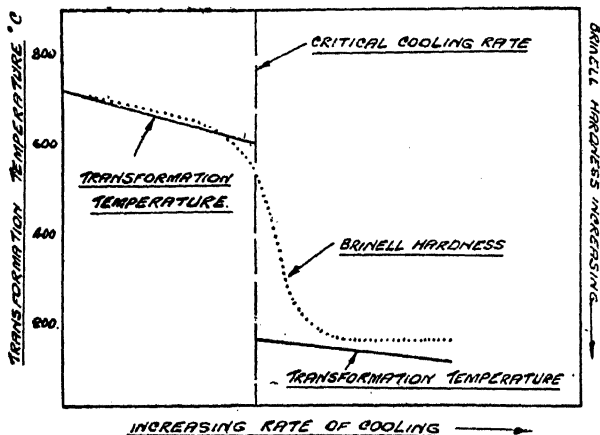 TRANSFORMATION TEMPERATURE °C
800
600
400
200.
CRITICAL COOLING RATE
TRANSFORMATION
TEMPERATURE.
BRINELL HARDNESS
TRANSFORMATION TEMPERATURE
BRINELL HARDNESS INCREASING
INCREASING RATE OF COOLING